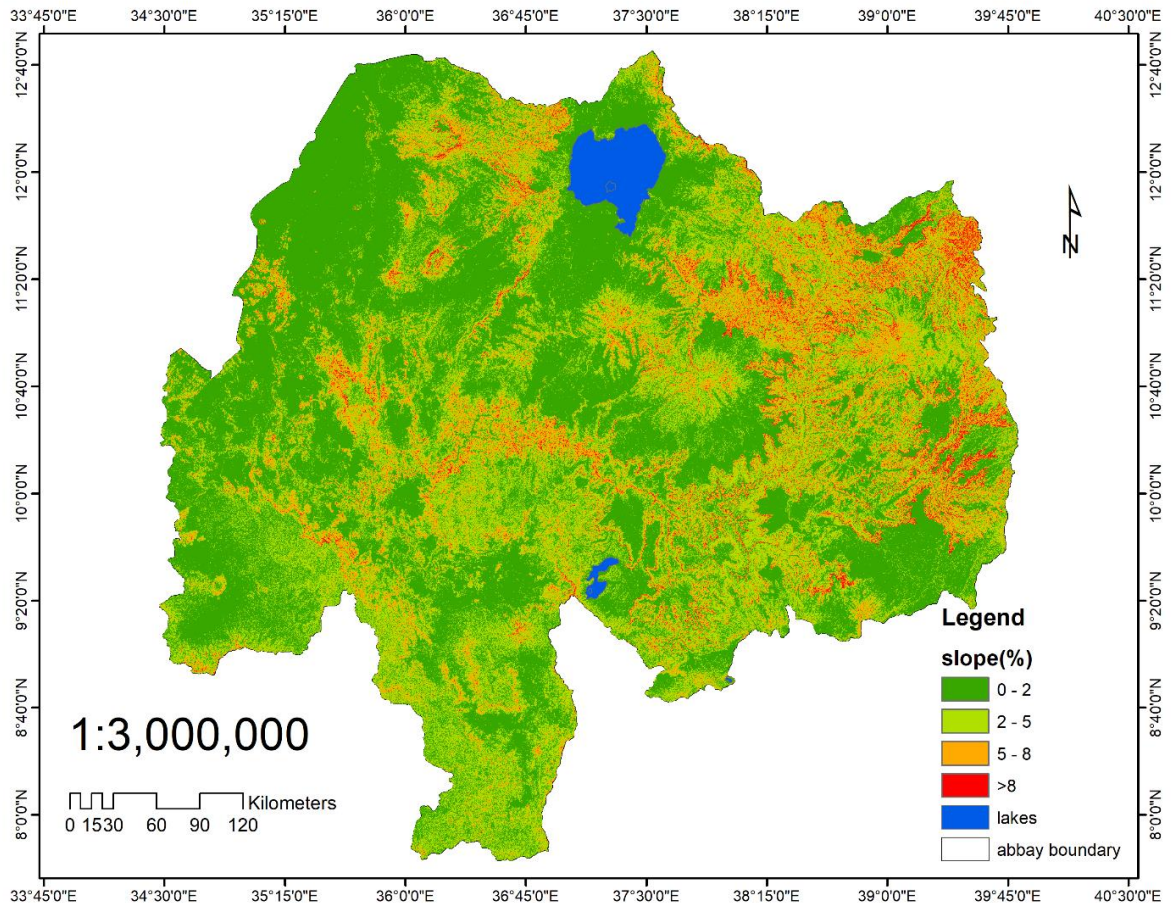 33°45'0"E 34°30'0"E 35°15'0"E 36°0'0"E 36°45'0"E 37°30'0"E 38°15'0"E 39°0'0"E 39°45'0"E 40°30'0"E
12°40'0"N 12°40'0"N
12°0'0"N 12°0'0"N
N
11°20'0"N 11°20'0"N
10°40'0"N 10°40'0"N
10°0'0"N 10°0'0"N
9°20'0"N 9°20'0"N
Legend
slope(%)
0 - 2
2 - 5
5 - 8
>8
lakes
abbay boundary
8°40'0"N 8°40'0"N
1:3,000,000
Kilometers
0 15 30 60 90 120
8°0'0"N 8°0'0"N
33°45'0"E 34°30'0"E 35°15'0"E 36°0'0"E 36°45'0"E 37°30'0"E 38°15'0"E 39°0'0"E 39°45'0"E 40°30'0"E